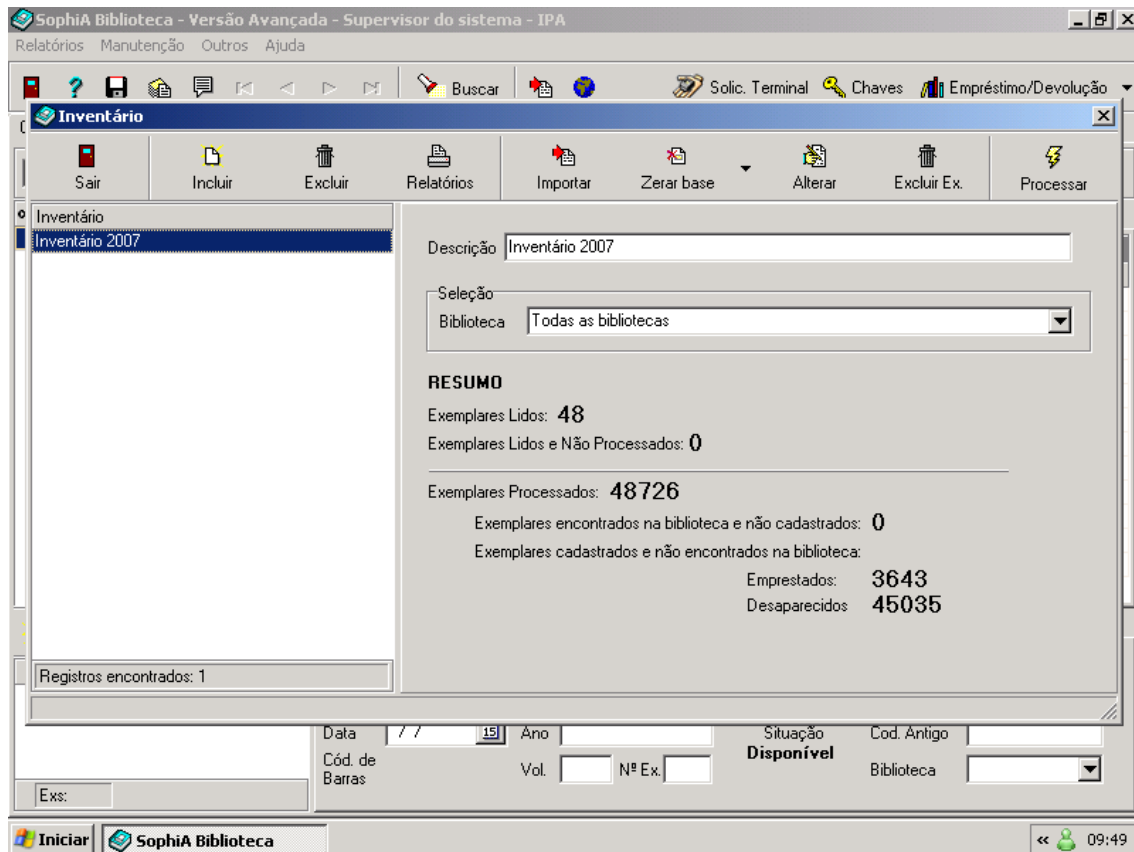 SophiA Biblioteca - Versão Avançada - Supervisor do sistema - IPA
Relatórios Manutenção Outros Ajuda
Buscar Solic. Terminal Chaves Empréstimo/Devolução
Inventário
Sair Incluir Excluir Relatórios Importar Zerar base Alterar Excluir Ex. Processar
Inventário
Inventário 2007
Descrição Inventário 2007
Seleção
Biblioteca Todas as bibliotecas
RESUMO
Exemplares Lidos: 48
Exemplares Lidos e Não Processados: 0
Exemplares Processados: 48726
Exemplares encontrados na biblioteca e não cadastrados: 0
Exemplares cadastrados e não encontrados na biblioteca:
Emprestados: 3643
Desaparecidos 45035
Registros encontrados: 1
Data / / 15 Ano Situação Cod. Antigo
Disponível
Cód. de Barras Vol. Nº Ex. Biblioteca
Exs:
Iniciar SophiA Biblioteca « 09:49